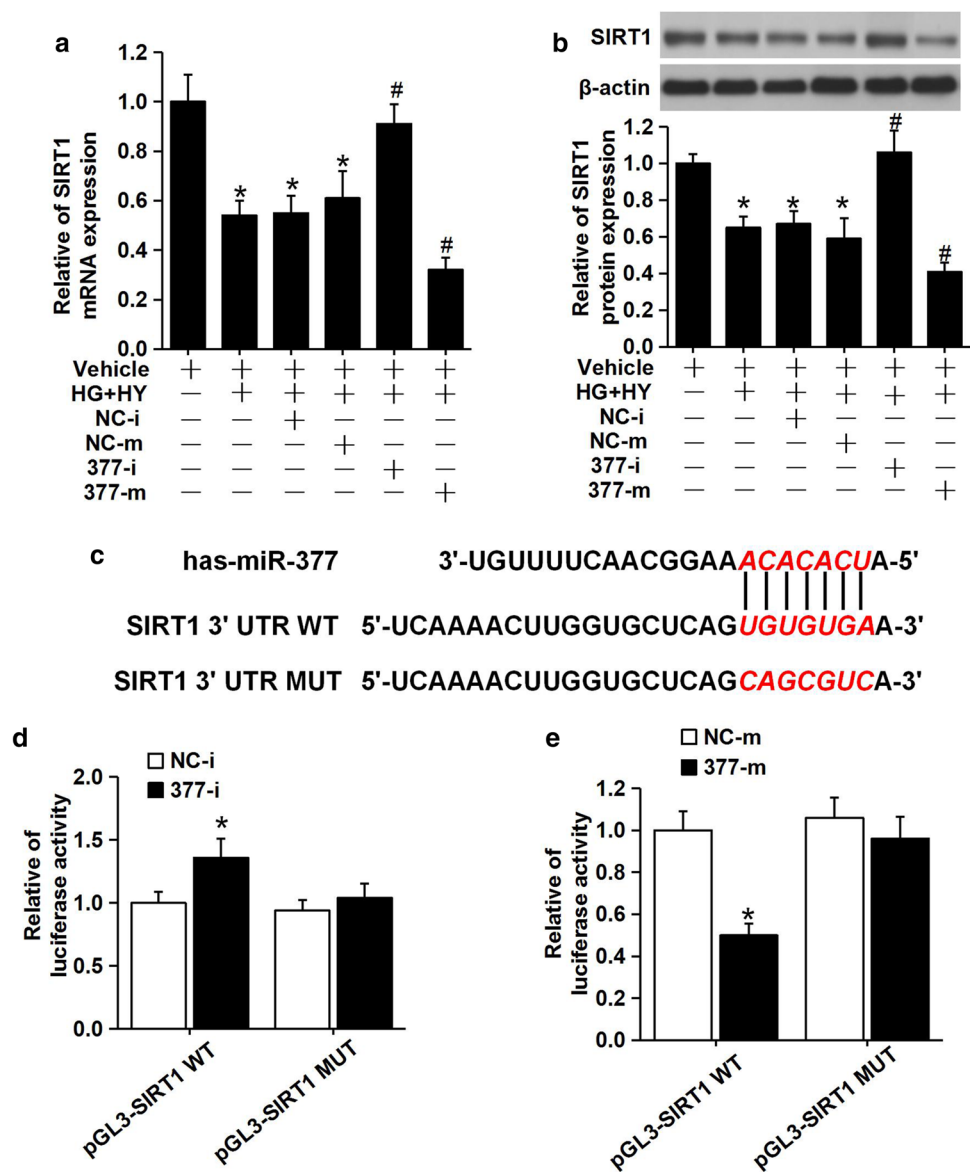 a
Relative of SIRT1
mRNA expression
1.2
1.0
0.8
0.6
0.4
0.2
0.0
*
*
*
#
#
Vehicle + + + + + +
HG+HY — + + + + +
NC-i — — + — — —
NC-m — — — + — —
377-i — — — — + —
377-m — — — — — +
b
SIRT1
β-actin
Relative of SIRT1
protein expression
1.2
1.0
0.8
0.6
0.4
0.2
0.0
*
*
*
#
#
Vehicle + + + + + +
HG+HY — + + + + +
NC-i — — + — — —
NC-m — — — + — —
377-i — — — — + —
377-m — — — — — +
c
has-miR-377 3'-UGUUUUCAACGGAAACACACUA-5'
SIRT1 3' UTR WT 5'-UCAAAACUUGGUGCUCAGUGUGUGAA-3'
SIRT1 3' UTR MUT 5'-UCAAAACUUGGUGCUCAGCAGCGUCA-3'
d
NC-i
377-i
Relative of
luciferase activity
2.0
1.5
1.0
0.5
0.0
*
pGL3-SIRT1 WT
pGL3-SIRT1 MUT
e
NC-m
377-m
Relative of
luciferase activity
1.2
1.0
0.8
0.6
0.4
0.2
0.0
*
pGL3-SIRT1 WT
pGL3-SIRT1 MUT